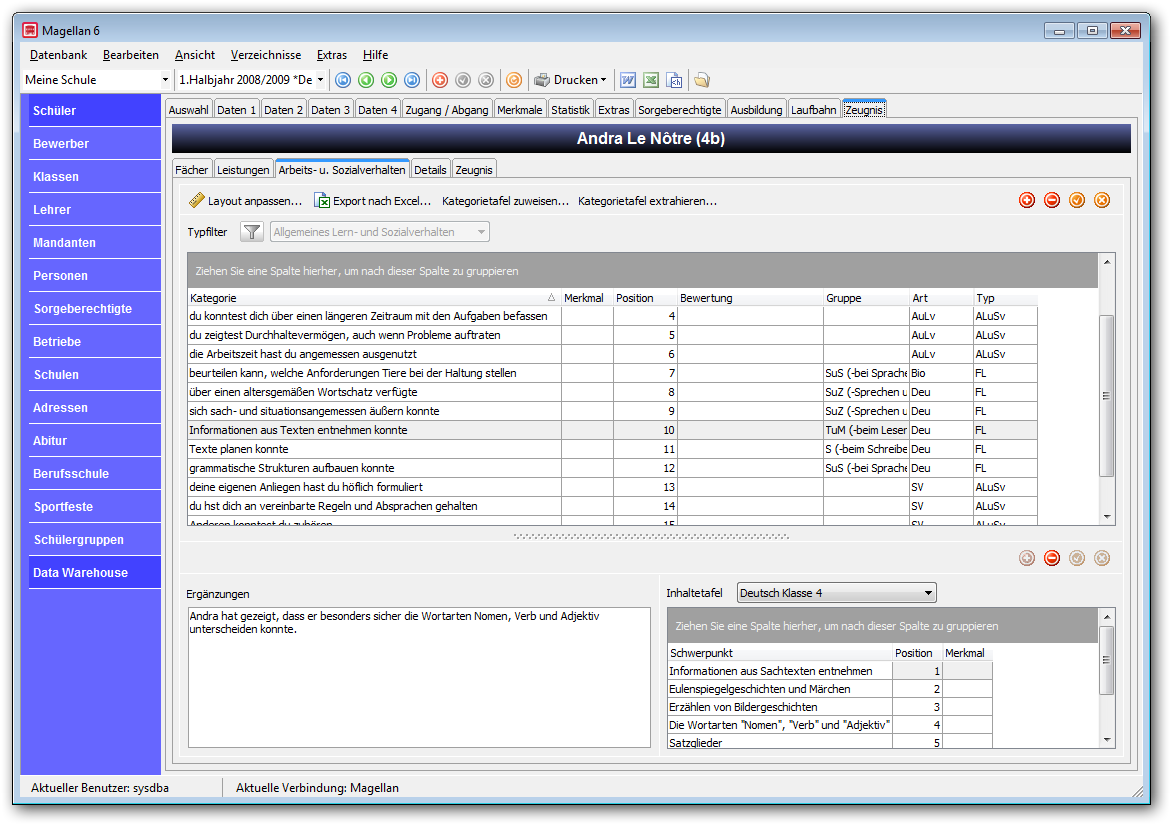 Magellan 6
Datenbank Bearbeiten Ansicht Verzeichnisse Extras Hilfe
Meine Schule 1.Halbjahr 2008/2009 *De Drucken
Schüler
Bewerber
Klassen
Lehrer
Mandanten
Personen
Sorgeberechtigte
Betriebe
Schulen
Adressen
Abitur
Berufsschule
Sportfeste
Schülergruppen
Data Warehouse
Auswahl Daten 1 Daten 2 Daten 3 Daten 4 Zugang / Abgang Merkmale Statistik Extras Sorgeberechtigte Ausbildung Laufbahn Zeugnis
Andra Le Nôtre (4b)
Fächer Leistungen Arbeits- u. Sozialverhalten Details Zeugnis
Layout anpassen... Export nach Excel... Kategorietafel zuweisen... Kategorietafel extrahieren...
Typfilter Allgemeines Lern- und Sozialverhalten
Ziehen Sie eine Spalte hierher, um nach dieser Spalte zu gruppieren
Kategorie Merkmal Position Bewertung Gruppe Art Typ
du konntest dich über einen längeren Zeitraum mit den Aufgaben befassen 4 AuLv ALuSv
du zeigtest Durchhaltevermögen, auch wenn Probleme auftraten 5 AuLv ALuSv
die Arbeitszeit hast du angemessen ausgenutzt 6 AuLv ALuSv
beurteilen kann, welche Anforderungen Tiere bei der Haltung stellen 7 SuS (-bei Sprache Bio FL
über einen altersgemäßen Wortschatz verfügte 8 SuZ (-Sprechen u Deu FL
sich sach- und situationsangemessen äußern konnte 9 SuZ (-Sprechen u Deu FL
Informationen aus Texten entnehmen konnte 10 TuM (-beim Leser Deu FL
Texte planen konnte 11 S (-beim Schreibe Deu FL
grammatische Strukturen aufbauen konnte 12 SuS (-bei Sprache Deu FL
deine eigenen Anliegen hast du höflich formuliert 13 SV ALuSv
du hst dich an vereinbarte Regeln und Absprachen gehalten 14 SV ALuSv
Anderen konntest du zuhören 15 SV ALuSv
Ergänzungen
Andra hat gezeigt, dass er besonders sicher die Wortarten Nomen, Verb und Adjektiv
unterscheiden konnte.
Inhaltetafel Deutsch Klasse 4
Ziehen Sie eine Spalte hierher, um nach dieser Spalte zu gruppieren
Schwerpunkt Position Merkmal
Informationen aus Sachtexten entnehmen 1
Eulenspiegelgeschichten und Märchen 2
Erzählen von Bildergeschichten 3
Die Wortarten "Nomen", "Verb" und "Adjektiv" 4
Satzglieder 5
Aktueller Benutzer: sysdba Aktuelle Verbindung: Magellan